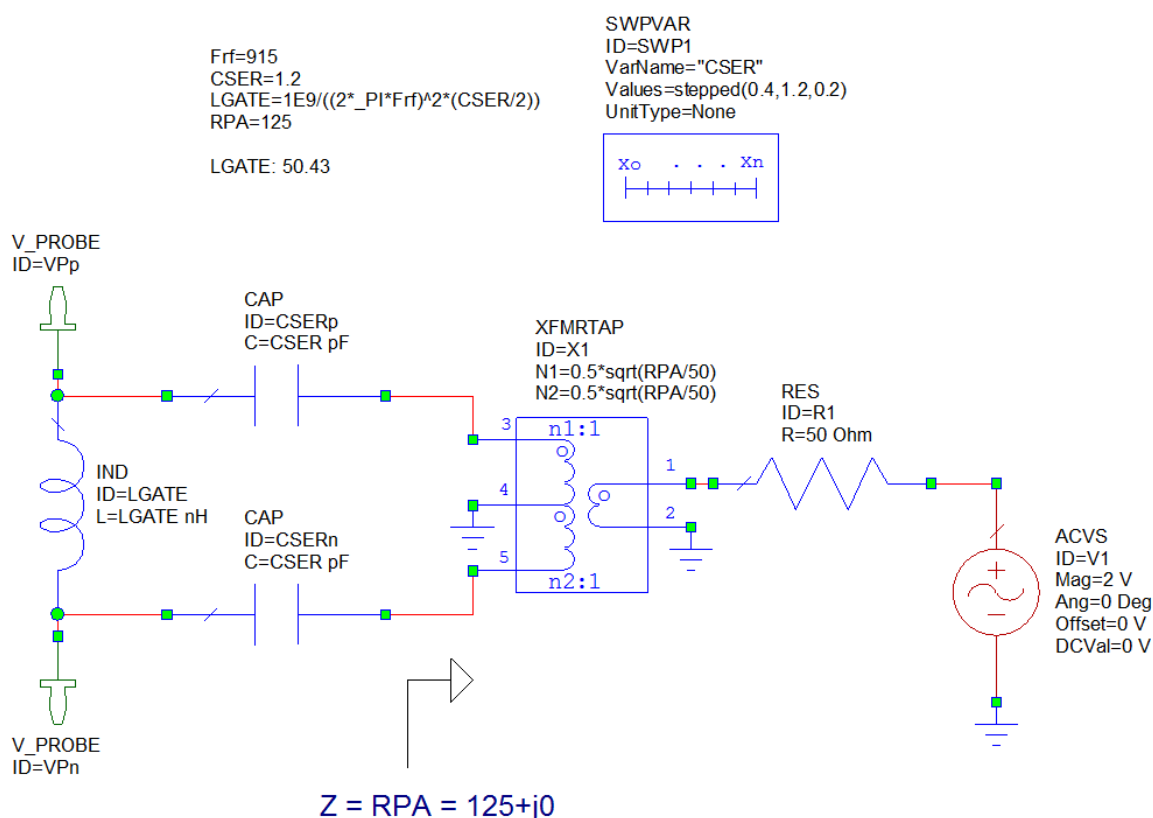 Frf=915
CSER=1.2
LGATE=1E9/((2*_PI*Frf)^2*(CSER/2))
RPA=125
LGATE: 50.43
SWPVAR
ID=SWP1
VarName="CSER"
Values=stepped(0.4,1.2,0.2)
UnitType=None
Xo . . . Xn
V_PROBE
ID=VPp
CAP
ID=CSERp
C=CSER pF
XFMRTAP
ID=X1
N1=0.5*sqrt(RPA/50)
N2=0.5*sqrt(RPA/50)
RES
ID=R1
R=50 Ohm
3
n1:1
1
IND
ID=LGATE
L=LGATE nH
4
2
CAP
ID=CSERn
C=CSER pF
5
n2:1
ACVS
ID=V1
Mag=2 V
Ang=0 Deg
Offset=0 V
DCVal=0 V
V_PROBE
ID=VPn
Z = RPA = 125+j0